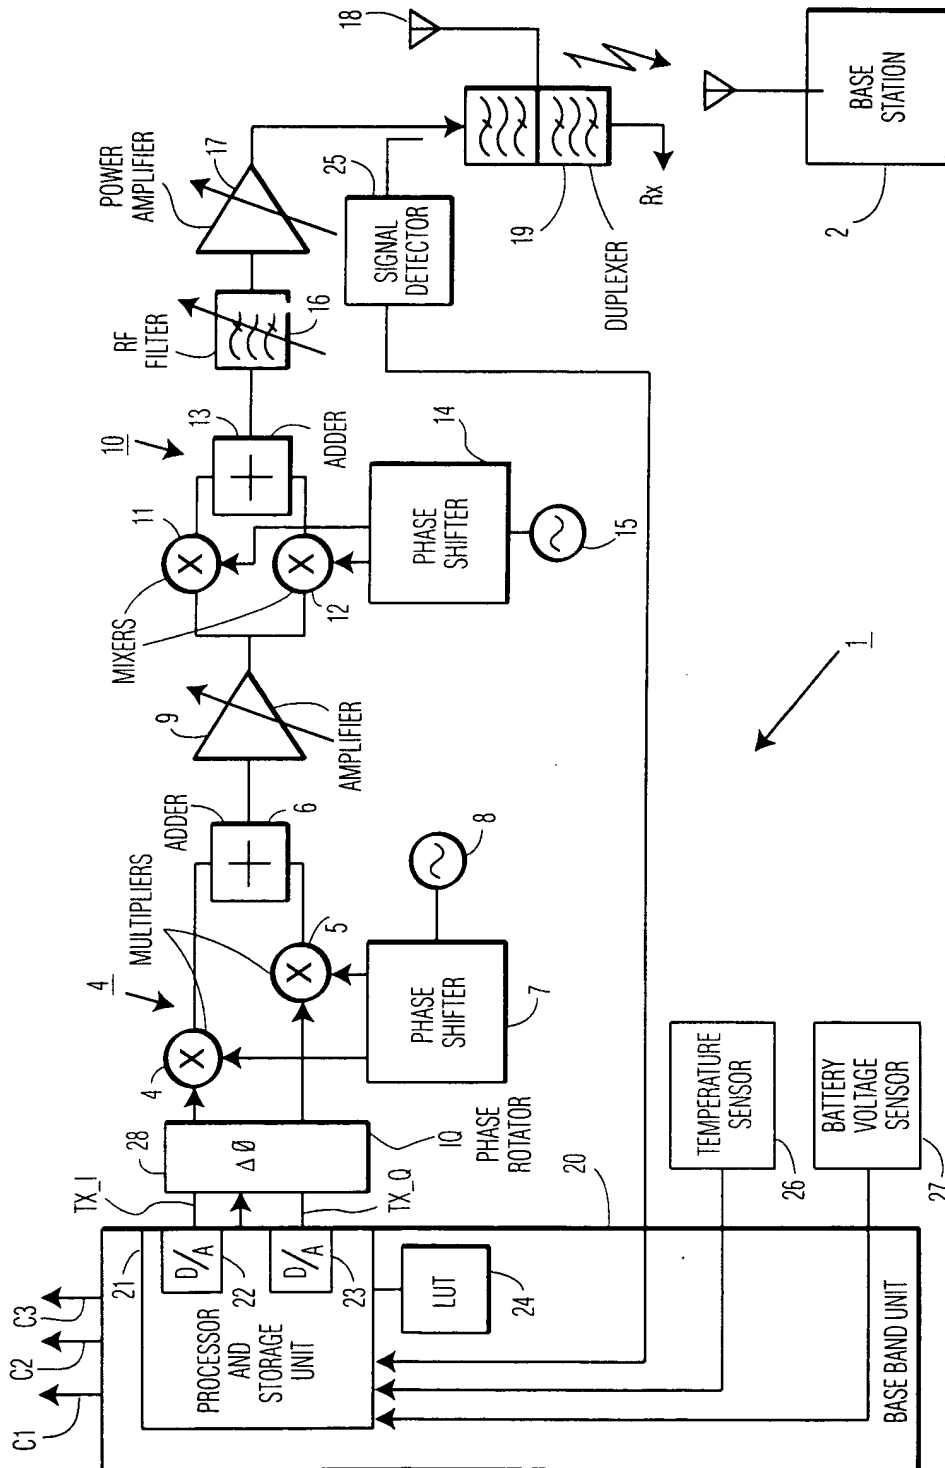 C1
C2
C3
21
PROCESSOR
AND
STORAGE
UNIT
D/A
22
D/A
23
LUT
24
BASE BAND UNIT
20
TX_I
TX_Q
28
Δ Ø
IQ
PHASE
ROTATOR
TEMPERATURE
SENSOR
26
BATTERY
VOLTAGE
SENSOR
27
4
4
X
MULTIPLIERS
X
5
PHASE
SHIFTER
7
8
ADDER
+
6
9
AMPLIFIER
MIXERS
10
X
11
X
12
13
+
ADDER
PHASE
SHIFTER
14
15
RF
FILTER
16
POWER
AMPLIFIER
17
SIGNAL
DETECTOR
25
18
19
DUPLEXER
Rx
BASE
STATION
2
1